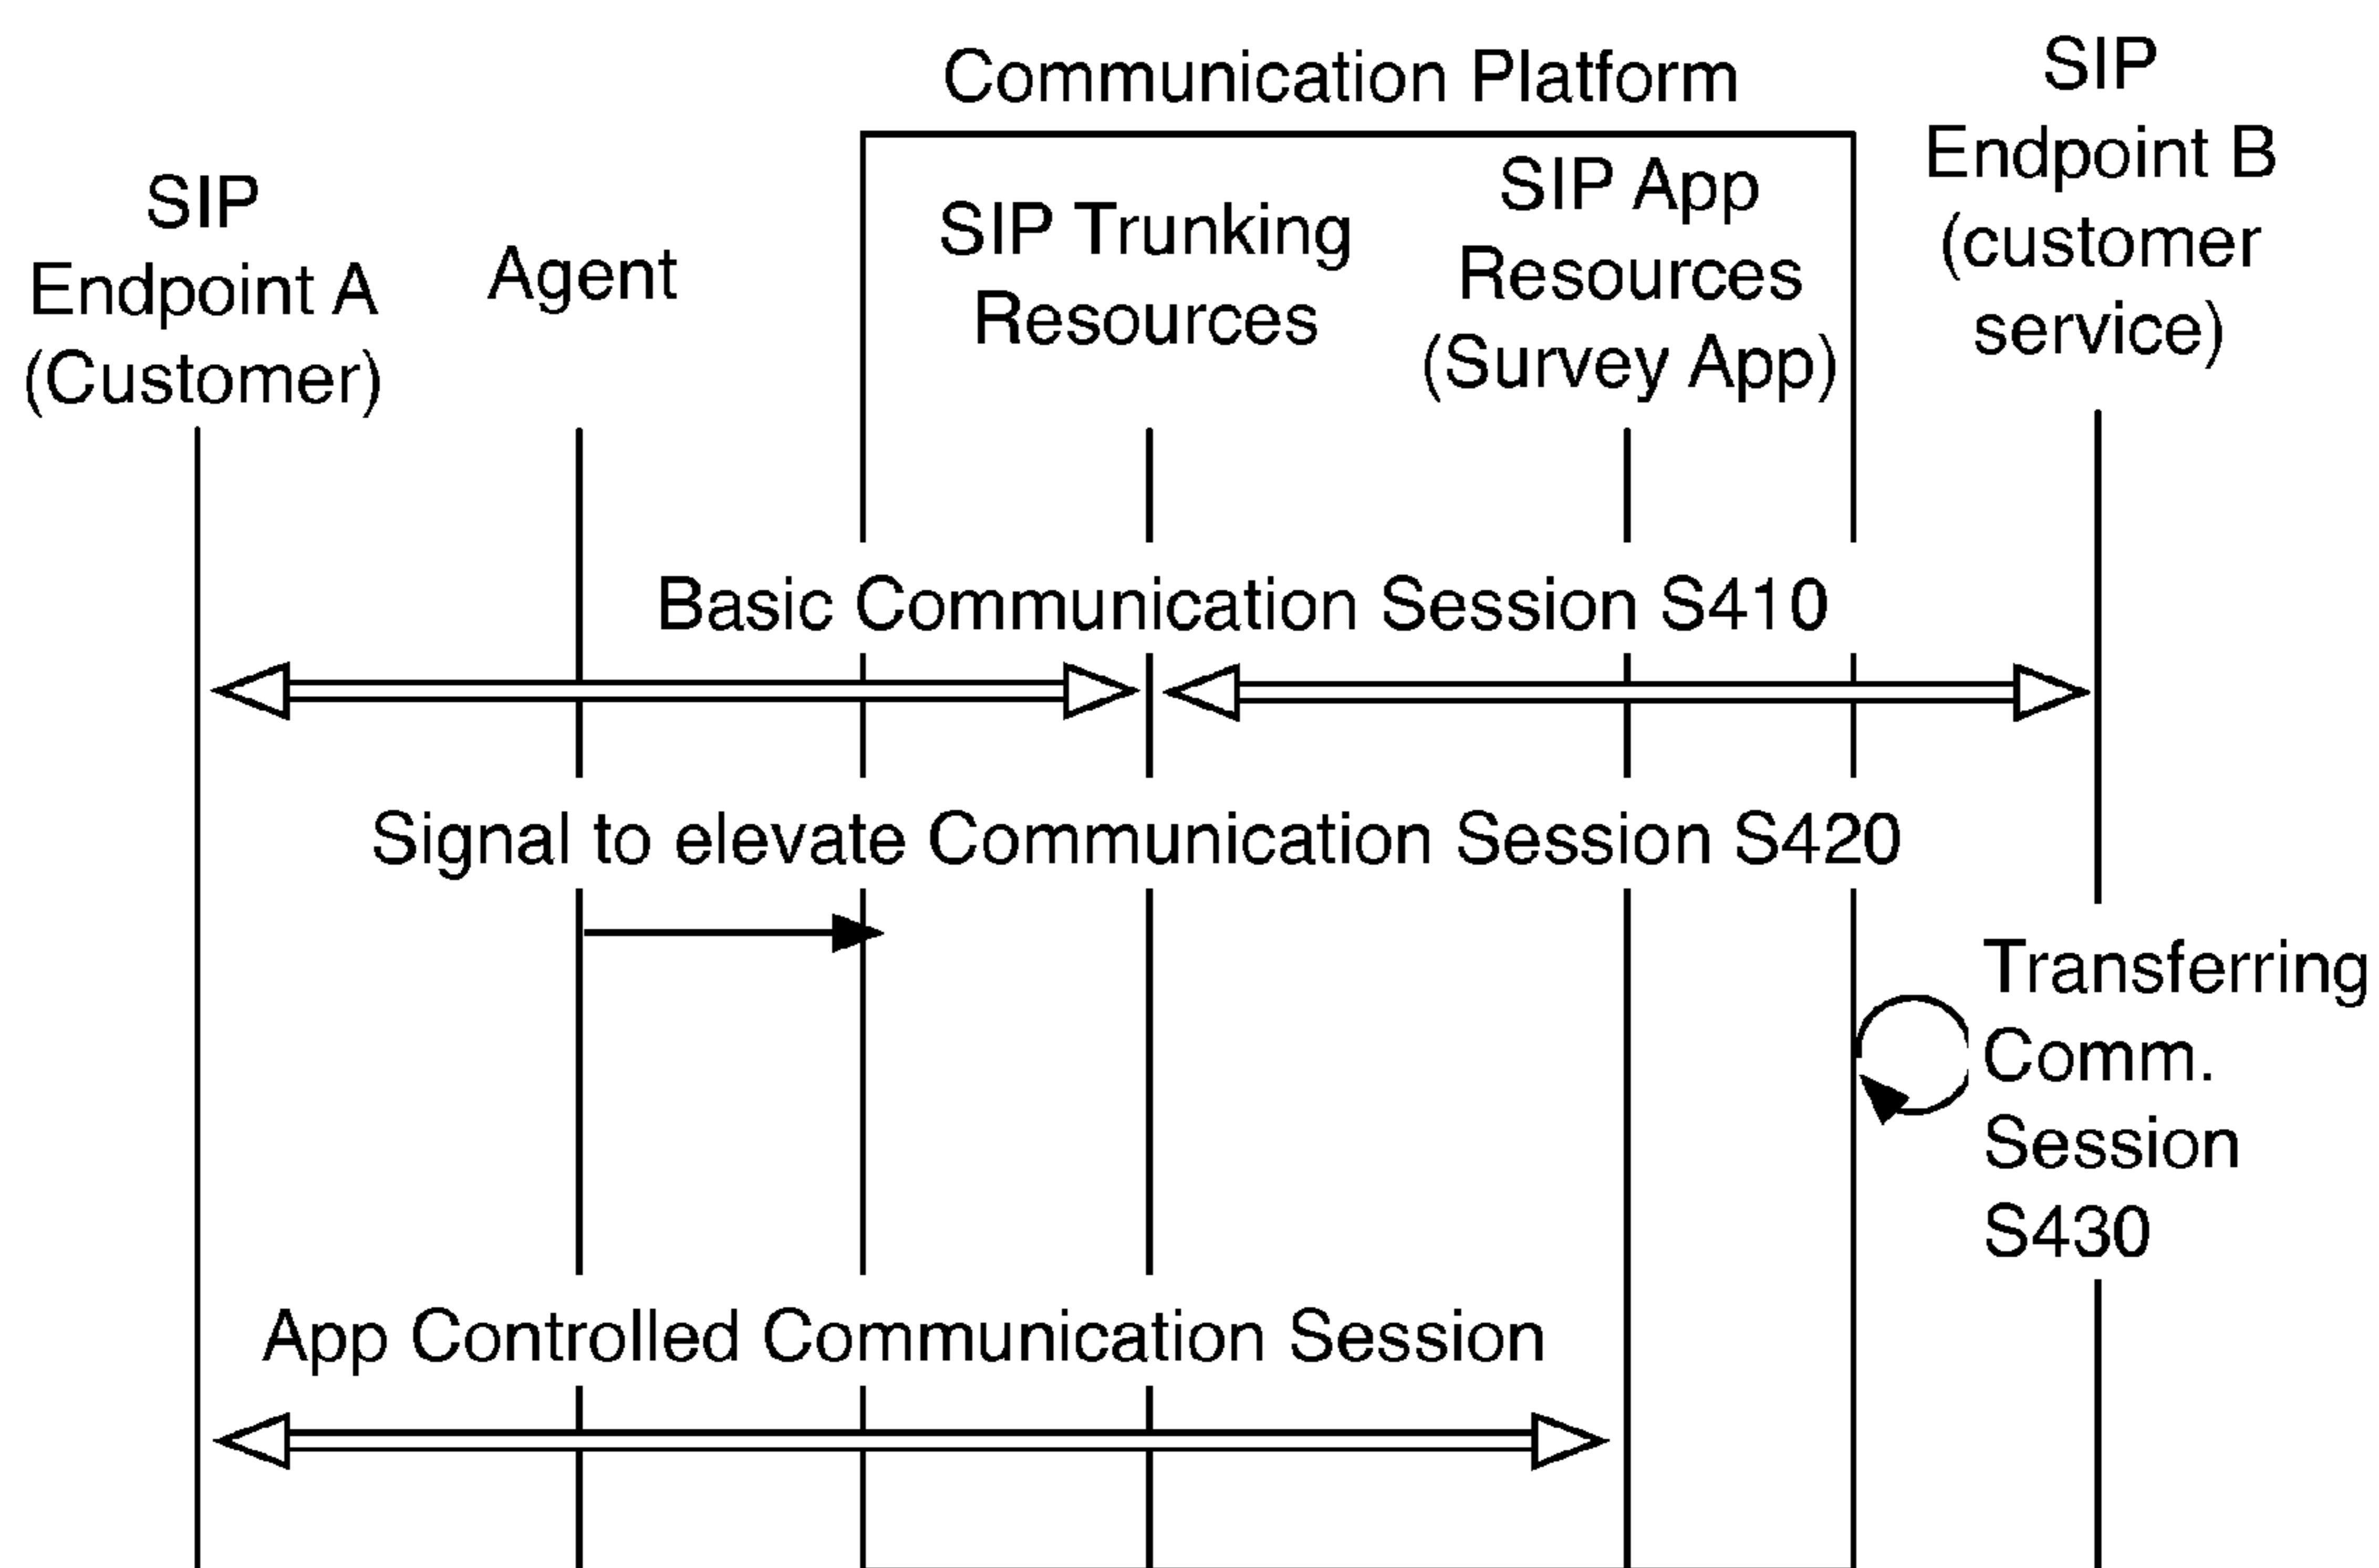 Communication Platform
SIP
Endpoint A
(Customer)
Agent
SIP Trunking
Resources
SIP App
Resources
(Survey App)
SIP
Endpoint B
(customer
service)
Basic Communication Session S410
Signal to elevate Communication Session S420
Transferring
Comm.
Session
S430
App Controlled Communication Session